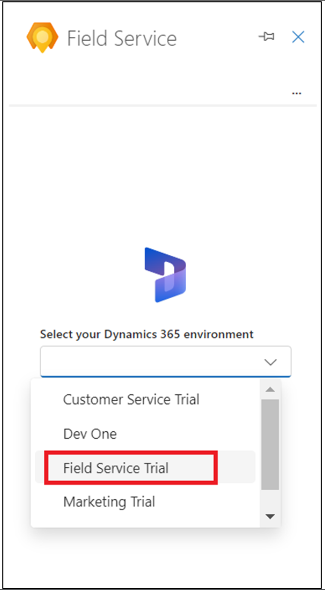 Field Service
...
Select your Dynamics 365 environment
Customer Service Trial
Dev One
Field Service Trial
Marketing Trial